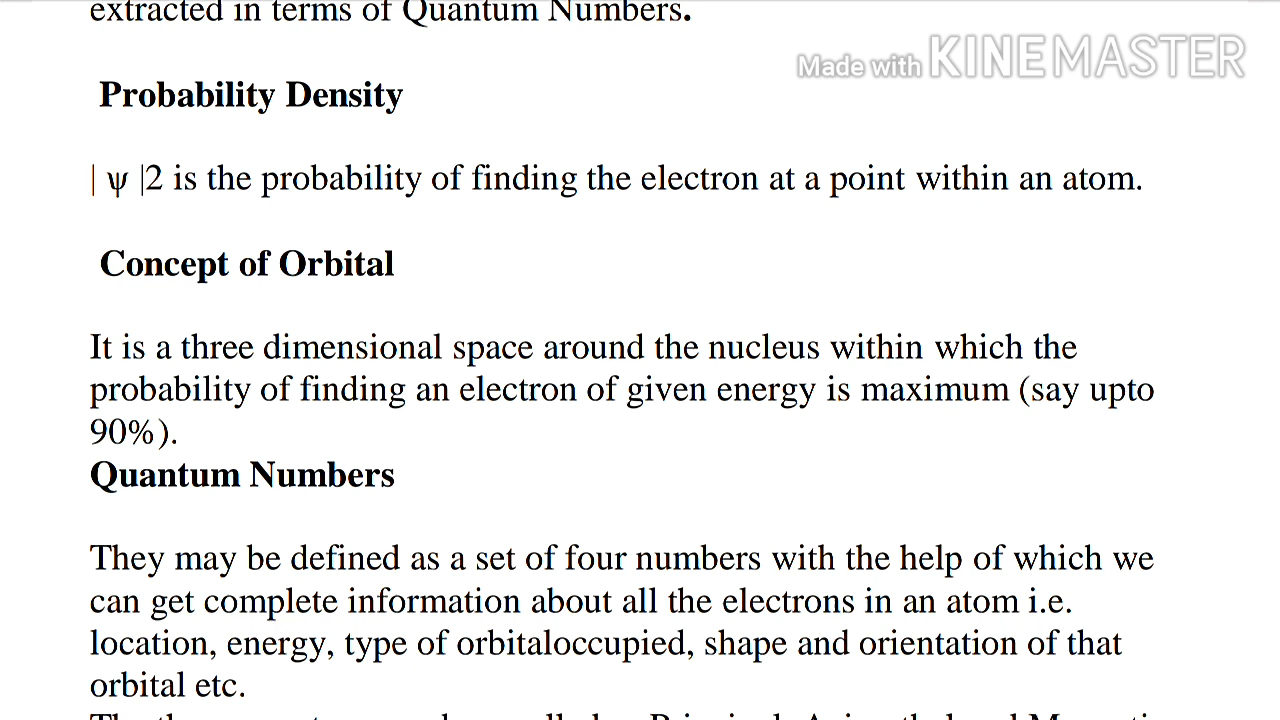 extracted in terms of Quantum Numbers.
Made with KINEMASTER
Probability Density
| ψ |2 is the probability of finding the electron at a point within an atom.
Concept of Orbital
It is a three dimensional space around the nucleus within which the
probability of finding an electron of given energy is maximum (say upto
90%).
Quantum Numbers
They may be defined as a set of four numbers with the help of which we
can get complete information about all the electrons in an atom i.e.
location, energy, type of orbitaloccupied, shape and orientation of that
orbital etc.